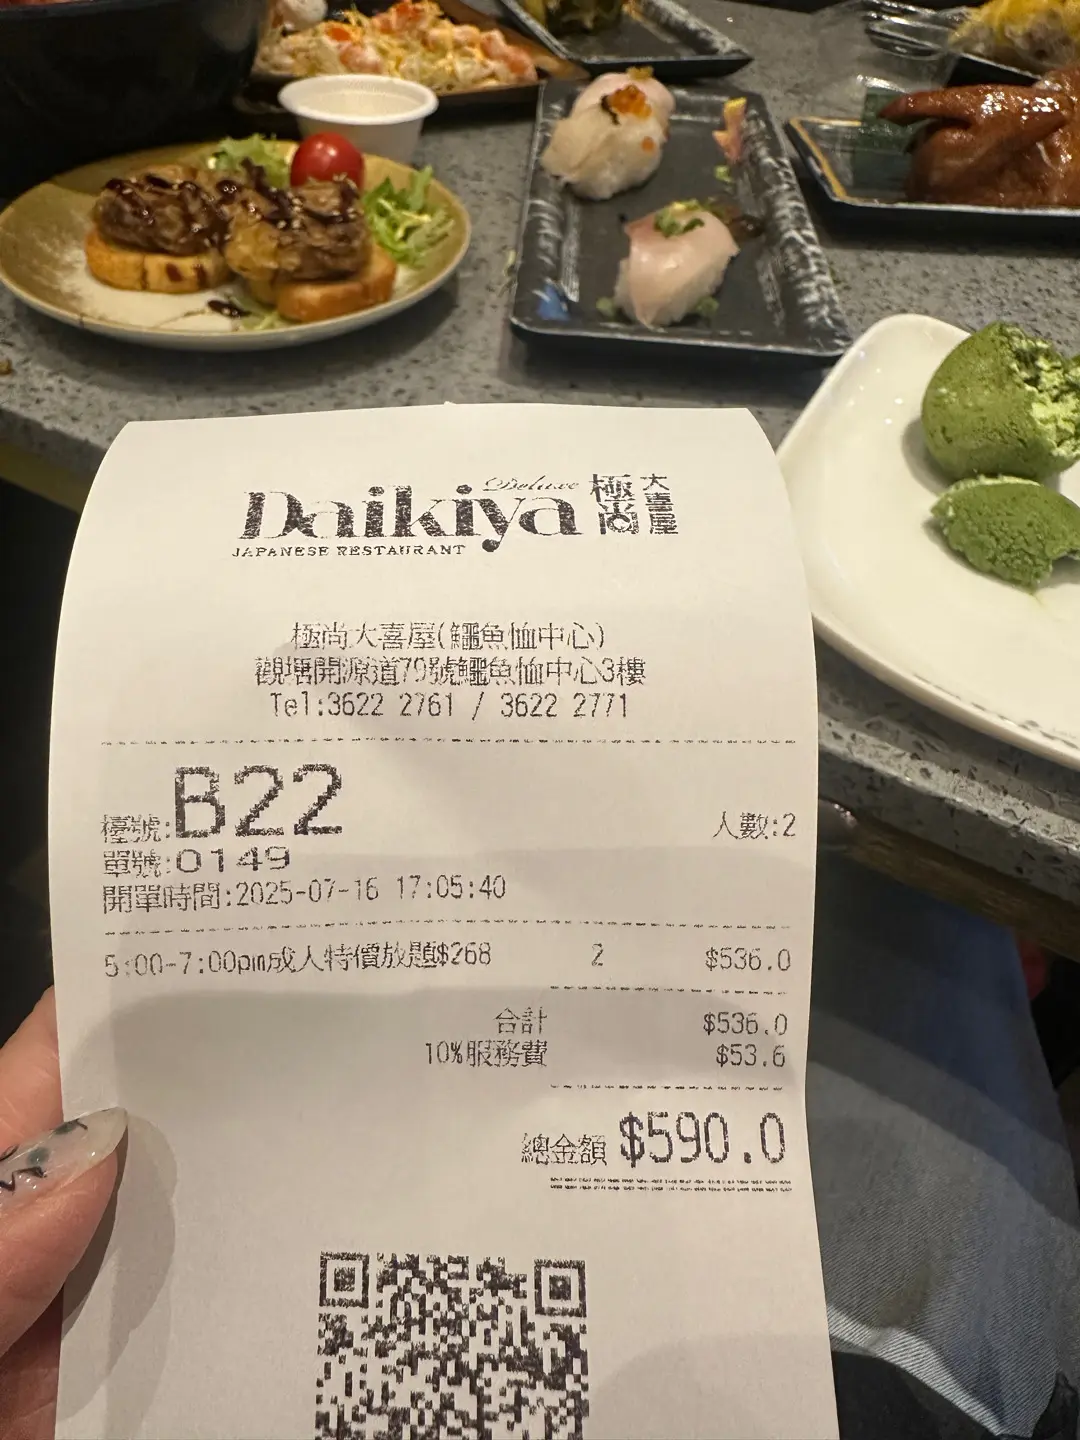 Deluxe
Daikiya 極尚 大喜屋
JAPANESE RESTAURANT
極尚大喜屋(鱷魚恤中心)
觀塘開源道79號鱷魚恤中心3樓
Tel:3622 2761 / 3622 2771
檯號:B22 人數:2
單號:0149
開單時間:2025-07-16 17:05:40
5:00-7:00pm成人特價放題$268 2 $536.0
合計 $536.0
10%服務費 $53.6
總金額 $590.0